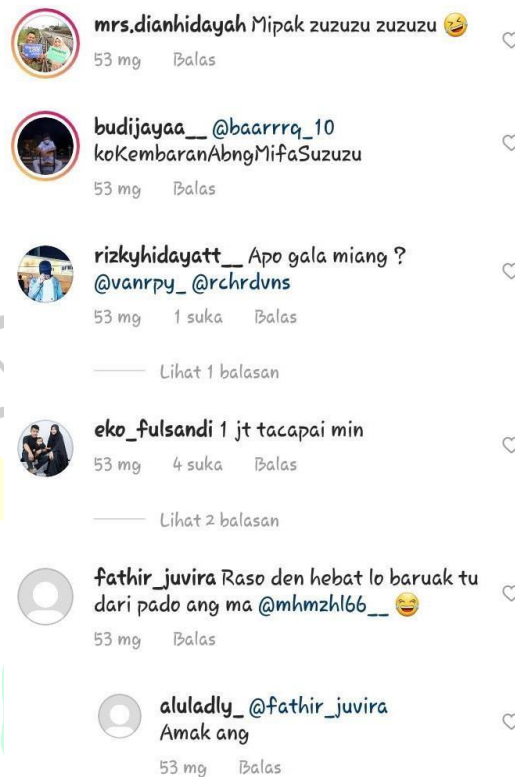 mrs.dianhidayah Mipak zuzuzu zuzuzu 🤣
53 mg Balas
budijayaa__ @baarrrq_10
koKembaranAbngMifaSuzuzu
53 mg Balas
rizkyhidayatt__ Apo gala miang ?
@vanrpy_ @rchrdvns
53 mg 1 suka Balas
Lihat 1 balasan
eko_fulsandi 1 jt tacapai min
53 mg 4 suka Balas
Lihat 2 balasan
fathir_juvira Raso den hebat lo baruak tu
dari pado ang ma @mhmzhl66__ 😄
53 mg Balas
aluladly_ @fathir_juvira
Amak ang
53 mg Balas